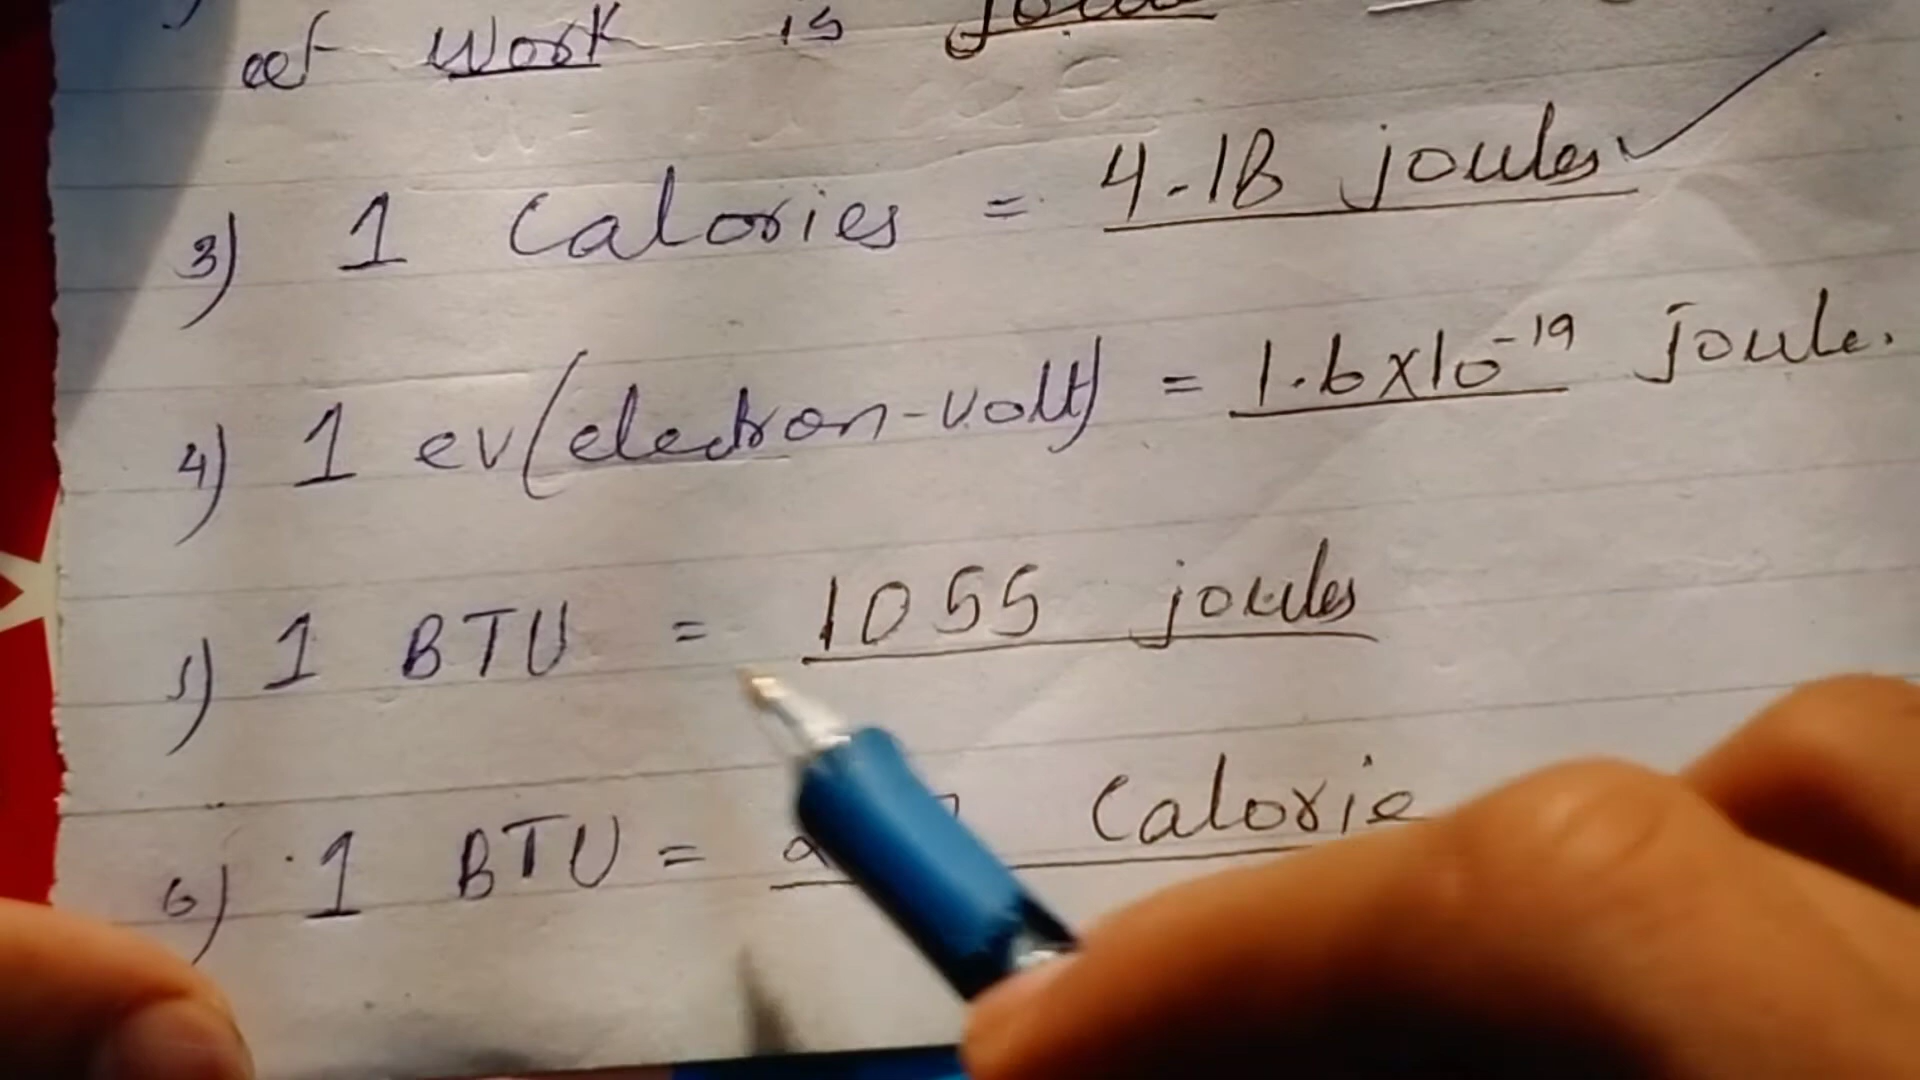 of Work is joule
3) 1 Calories = 4.18 joules
4) 1 ev(electron-volt) = 1.6x10⁻¹⁹ joule.
5) 1 BTU = 1055 joules
6) 1 BTU = Calorie